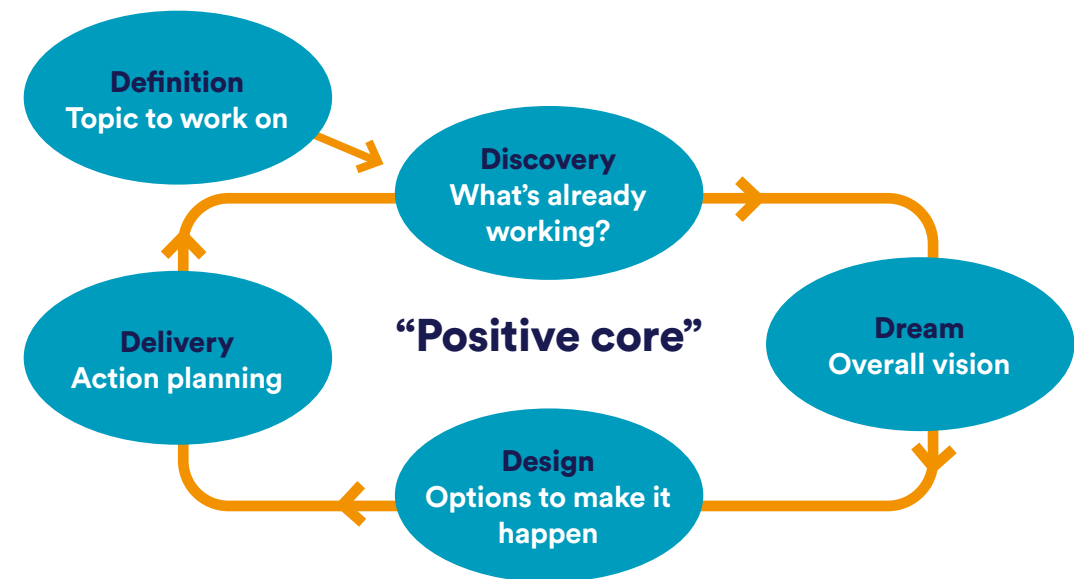 Definition
Topic to work on
Discovery
What’s already
working?
“Positive core”
Dream
Overall vision
Delivery
Action planning
Design
Options to make it
happen